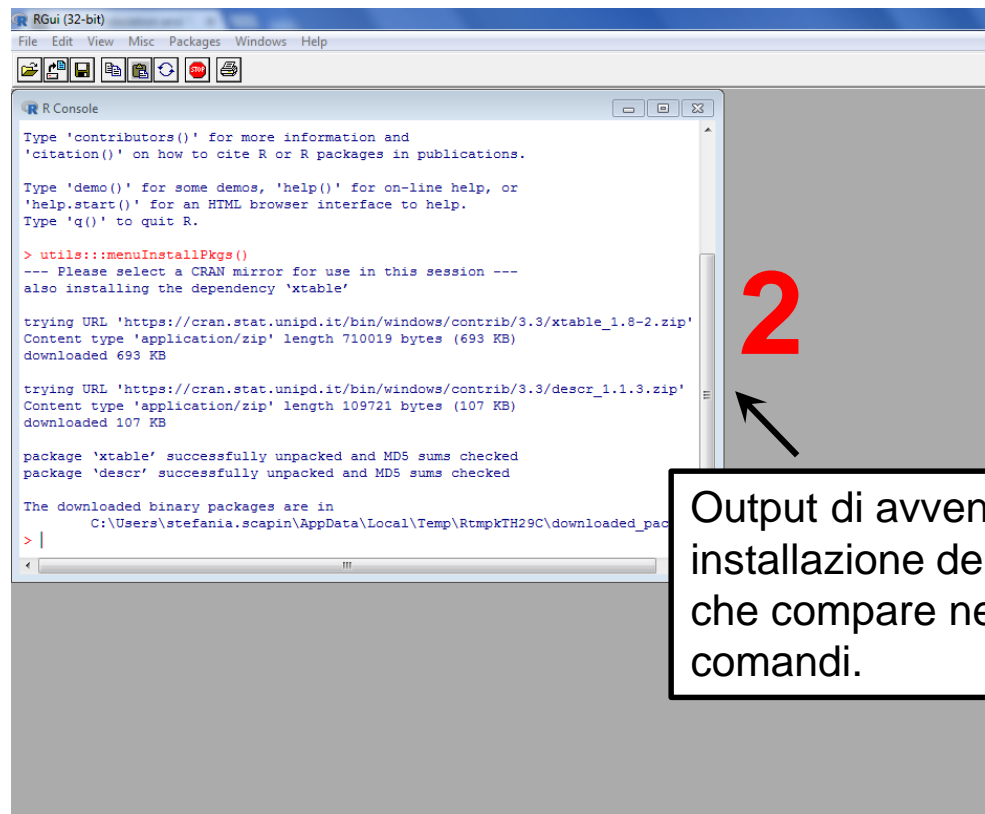 RGui (32-bit)
File Edit View Misc Packages Windows Help
STOP
R Console
Type 'contributors()' for more information and
'citation()' on how to cite R or R packages in publications.
Type 'demo()' for some demos, 'help()' for on-line help, or
'help.start()' for an HTML browser interface to help.
Type 'q()' to quit R.
> utils:::menuInstallPkgs()
--- Please select a CRAN mirror for use in this session ---
also installing the dependency ‘xtable’
trying URL 'https://cran.stat.unipd.it/bin/windows/contrib/3.3/xtable_1.8-2.zip'
Content type 'application/zip' length 710019 bytes (693 KB)
downloaded 693 KB
trying URL 'https://cran.stat.unipd.it/bin/windows/contrib/3.3/descr_1.1.3.zip'
Content type 'application/zip' length 109721 bytes (107 KB)
downloaded 107 KB
package ‘xtable’ successfully unpacked and MD5 sums checked
package ‘descr’ successfully unpacked and MD5 sums checked
The downloaded binary packages are in
C:\Users\stefania.scapin\AppData\Local\Temp\RtmpkTH29C\downloaded_pac
>
2
Output di avven
installazione de
che compare ne
comandi.